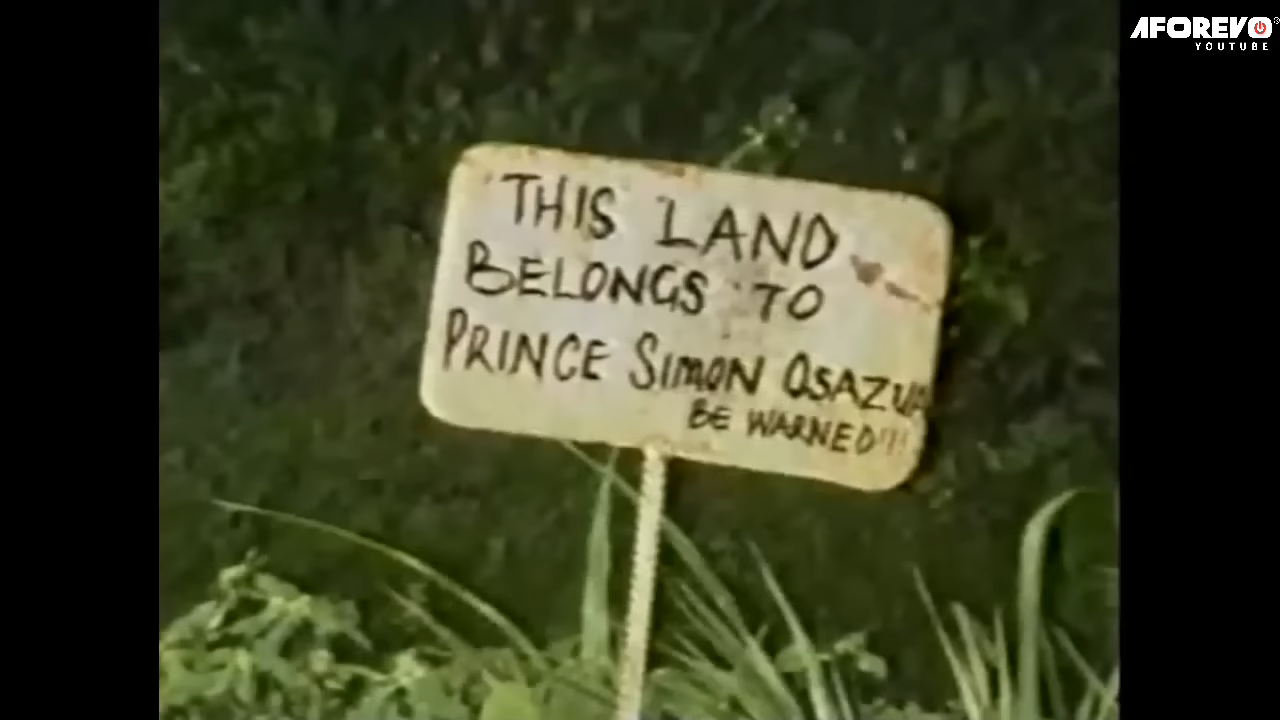 AFOREVO
YOUTUBE
THIS LAND
BELONGS TO
PRINCE SIMON OSAZUA
BE WARNED!!!